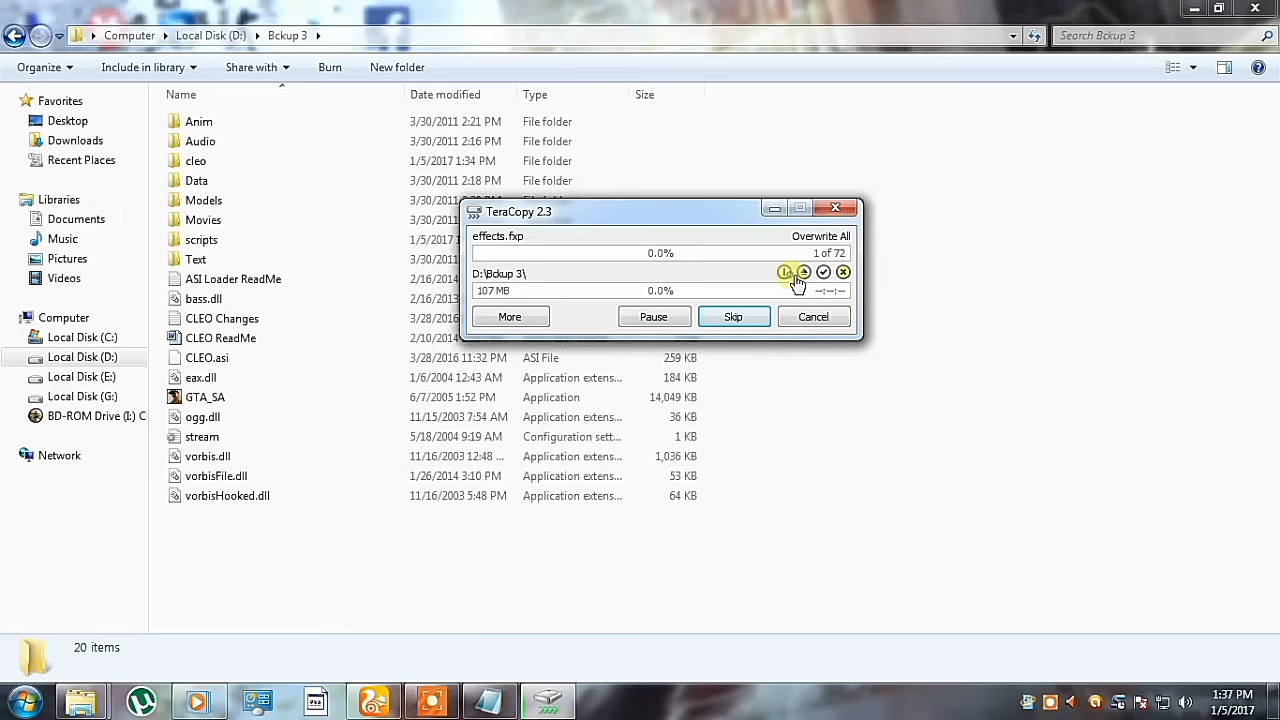 Computer Local Disk (D:) Bckup 3
Search Bckup 3
Organize Include in library Share with Burn New folder
Name Date modified Type Size
Favorites
Desktop
Downloads
Recent Places
Libraries
Documents
Music
Pictures
Videos
Computer
Local Disk (C:)
Local Disk (D:)
Local Disk (E:)
Local Disk (G:)
BD-ROM Drive (I:) C
Network
Anim 3/30/2011 2:21 PM File folder
Audio 3/30/2011 2:16 PM File folder
cleo 1/5/2017 1:34 PM File folder
Data 3/30/2011 2:18 PM File folder
Models 3/30/2011
Movies 3/30/2011
scripts 1/5/2017
Text 3/30/2011
ASI Loader ReadMe 2/16/2014
bass.dll 2/16/2013
CLEO Changes
CLEO ReadMe 2/10/2014
CLEO.asi 3/28/2016 11:32 PM ASI File 259 KB
eax.dll 1/6/2004 12:43 AM Application extens... 184 KB
GTA_SA 6/7/2005 1:52 PM Application 14,049 KB
ogg.dll 11/15/2003 7:54 AM Application extens... 36 KB
stream 5/18/2004 9:19 AM Configuration sett... 1 KB
vorbis.dll 11/16/2003 12:48 ... Application extens... 1,036 KB
vorbisFile.dll 1/26/2014 3:10 PM Application extens... 53 KB
vorbisHooked.dll 11/16/2003 5:48 PM Application extens... 64 KB
TeraCopy 2.3
effects.fxp Overwrite All
0.0% 1 of 72
D:\Bckup 3\
107 MB 0.0% --:--:--
More Pause Skip Cancel
20 items
1:37 PM
1/5/2017